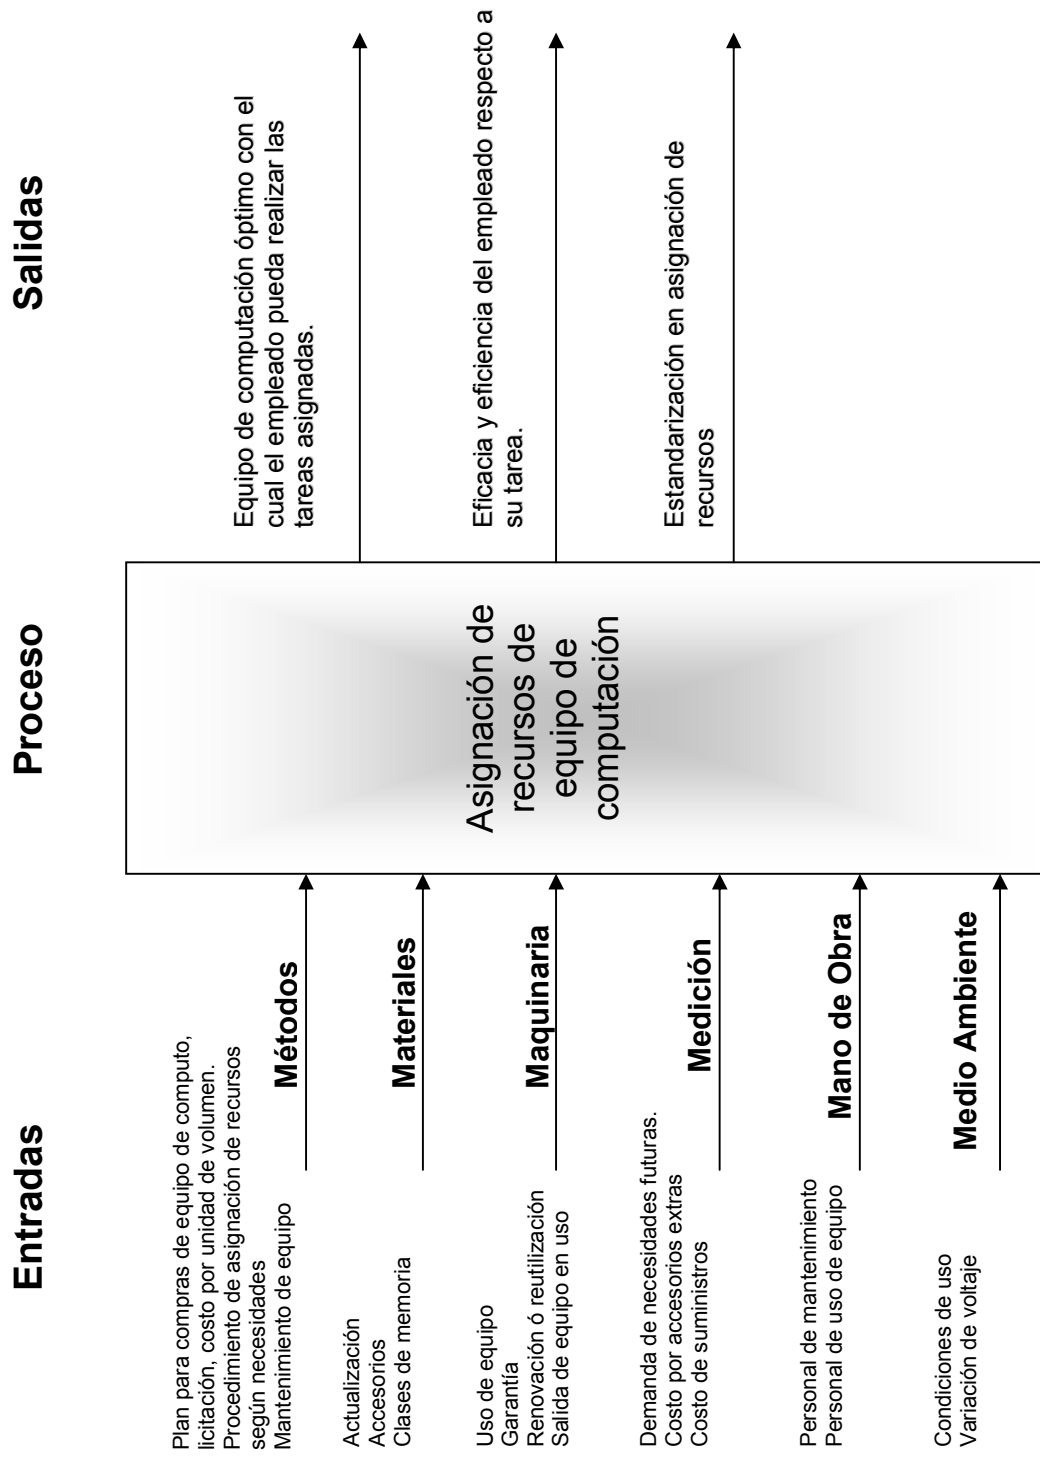 Entradas
Proceso
Salidas
Plan para compras de equipo de computo,
licitación, costo por unidad de volumen.
Procedimiento de asignación de recursos
según necesidades
Mantenimiento de equipo
Métodos
Actualización
Accesorios
Clases de memoria
Materiales
Uso de equipo
Garantía
Renovación ó reutilización
Salida de equipo en uso
Maquinaria
Demanda de necesidades futuras.
Costo por accesorios extras
Costo de suministros
Medición
Personal de mantenimiento
Personal de uso de equipo
Mano de Obra
Condiciones de uso
Variación de voltaje
Medio Ambiente
Asignación de
recursos de
equipo de
computación
Equipo de computación óptimo con el
cual el empleado pueda realizar las
tareas asignadas.
Eficacia y eficiencia del empleado respecto a
su tarea.
Estandarización en asignación de
recursos